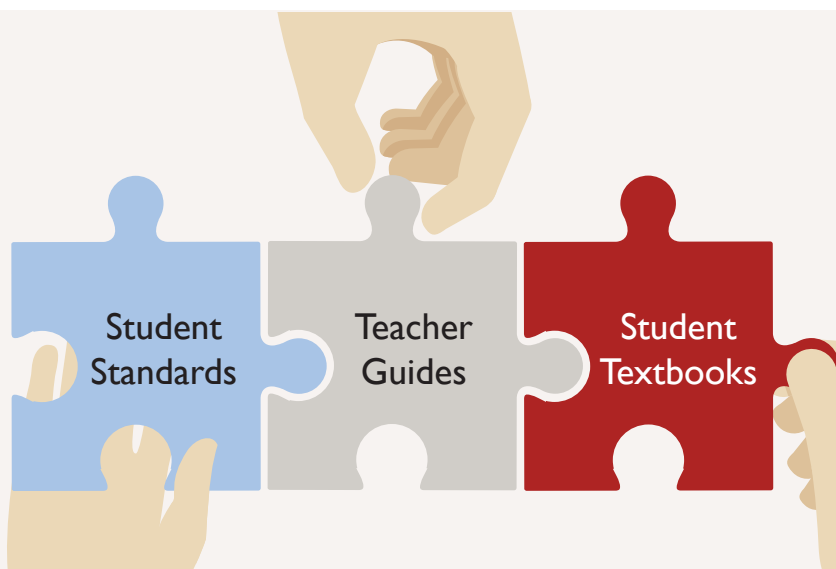 Student
Standards
Teacher
Guides
Student
Textbooks